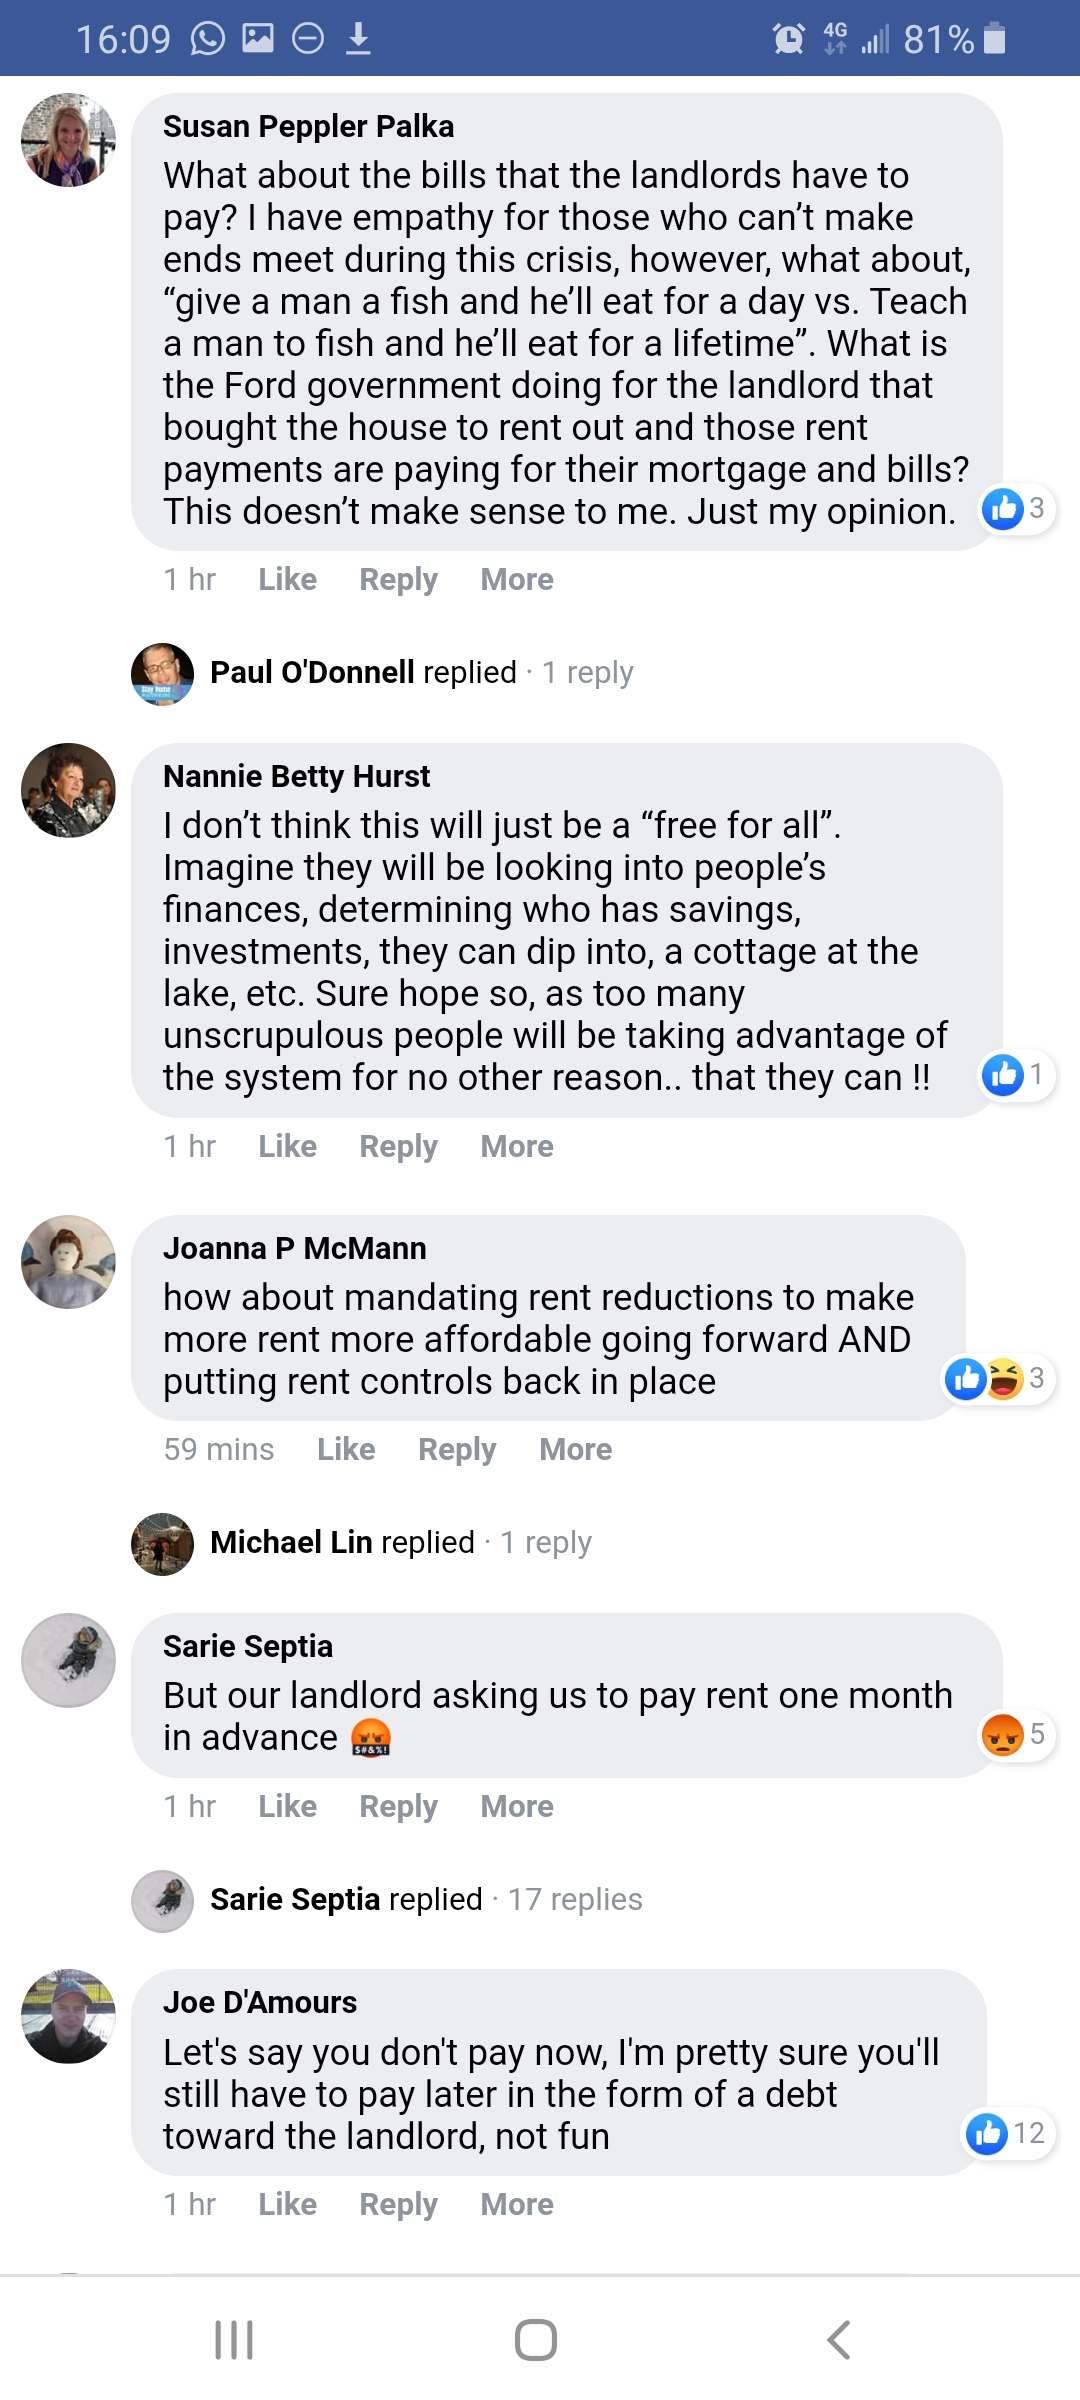 16:09 4G 81%
Susan Peppler Palka
What about the bills that the landlords have to
pay? I have empathy for those who can’t make
ends meet during this crisis, however, what about,
“give a man a fish and he’ll eat for a day vs. Teach
a man to fish and he’ll eat for a lifetime”. What is
the Ford government doing for the landlord that
bought the house to rent out and those rent
payments are paying for their mortgage and bills?
This doesn’t make sense to me. Just my opinion.
3
1 hr Like Reply More
Paul O'Donnell replied · 1 reply
Nannie Betty Hurst
I don’t think this will just be a “free for all”.
Imagine they will be looking into people’s
finances, determining who has savings,
investments, they can dip into, a cottage at the
lake, etc. Sure hope so, as too many
unscrupulous people will be taking advantage of
the system for no other reason.. that they can !!
1
1 hr Like Reply More
Joanna P McMann
how about mandating rent reductions to make
more rent more affordable going forward AND
putting rent controls back in place
3
59 mins Like Reply More
Michael Lin replied · 1 reply
Sarie Septia
But our landlord asking us to pay rent one month
in advance 🤬
5
1 hr Like Reply More
Sarie Septia replied · 17 replies
Joe D'Amours
Let's say you don't pay now, I'm pretty sure you'll
still have to pay later in the form of a debt
toward the landlord, not fun
12
1 hr Like Reply More